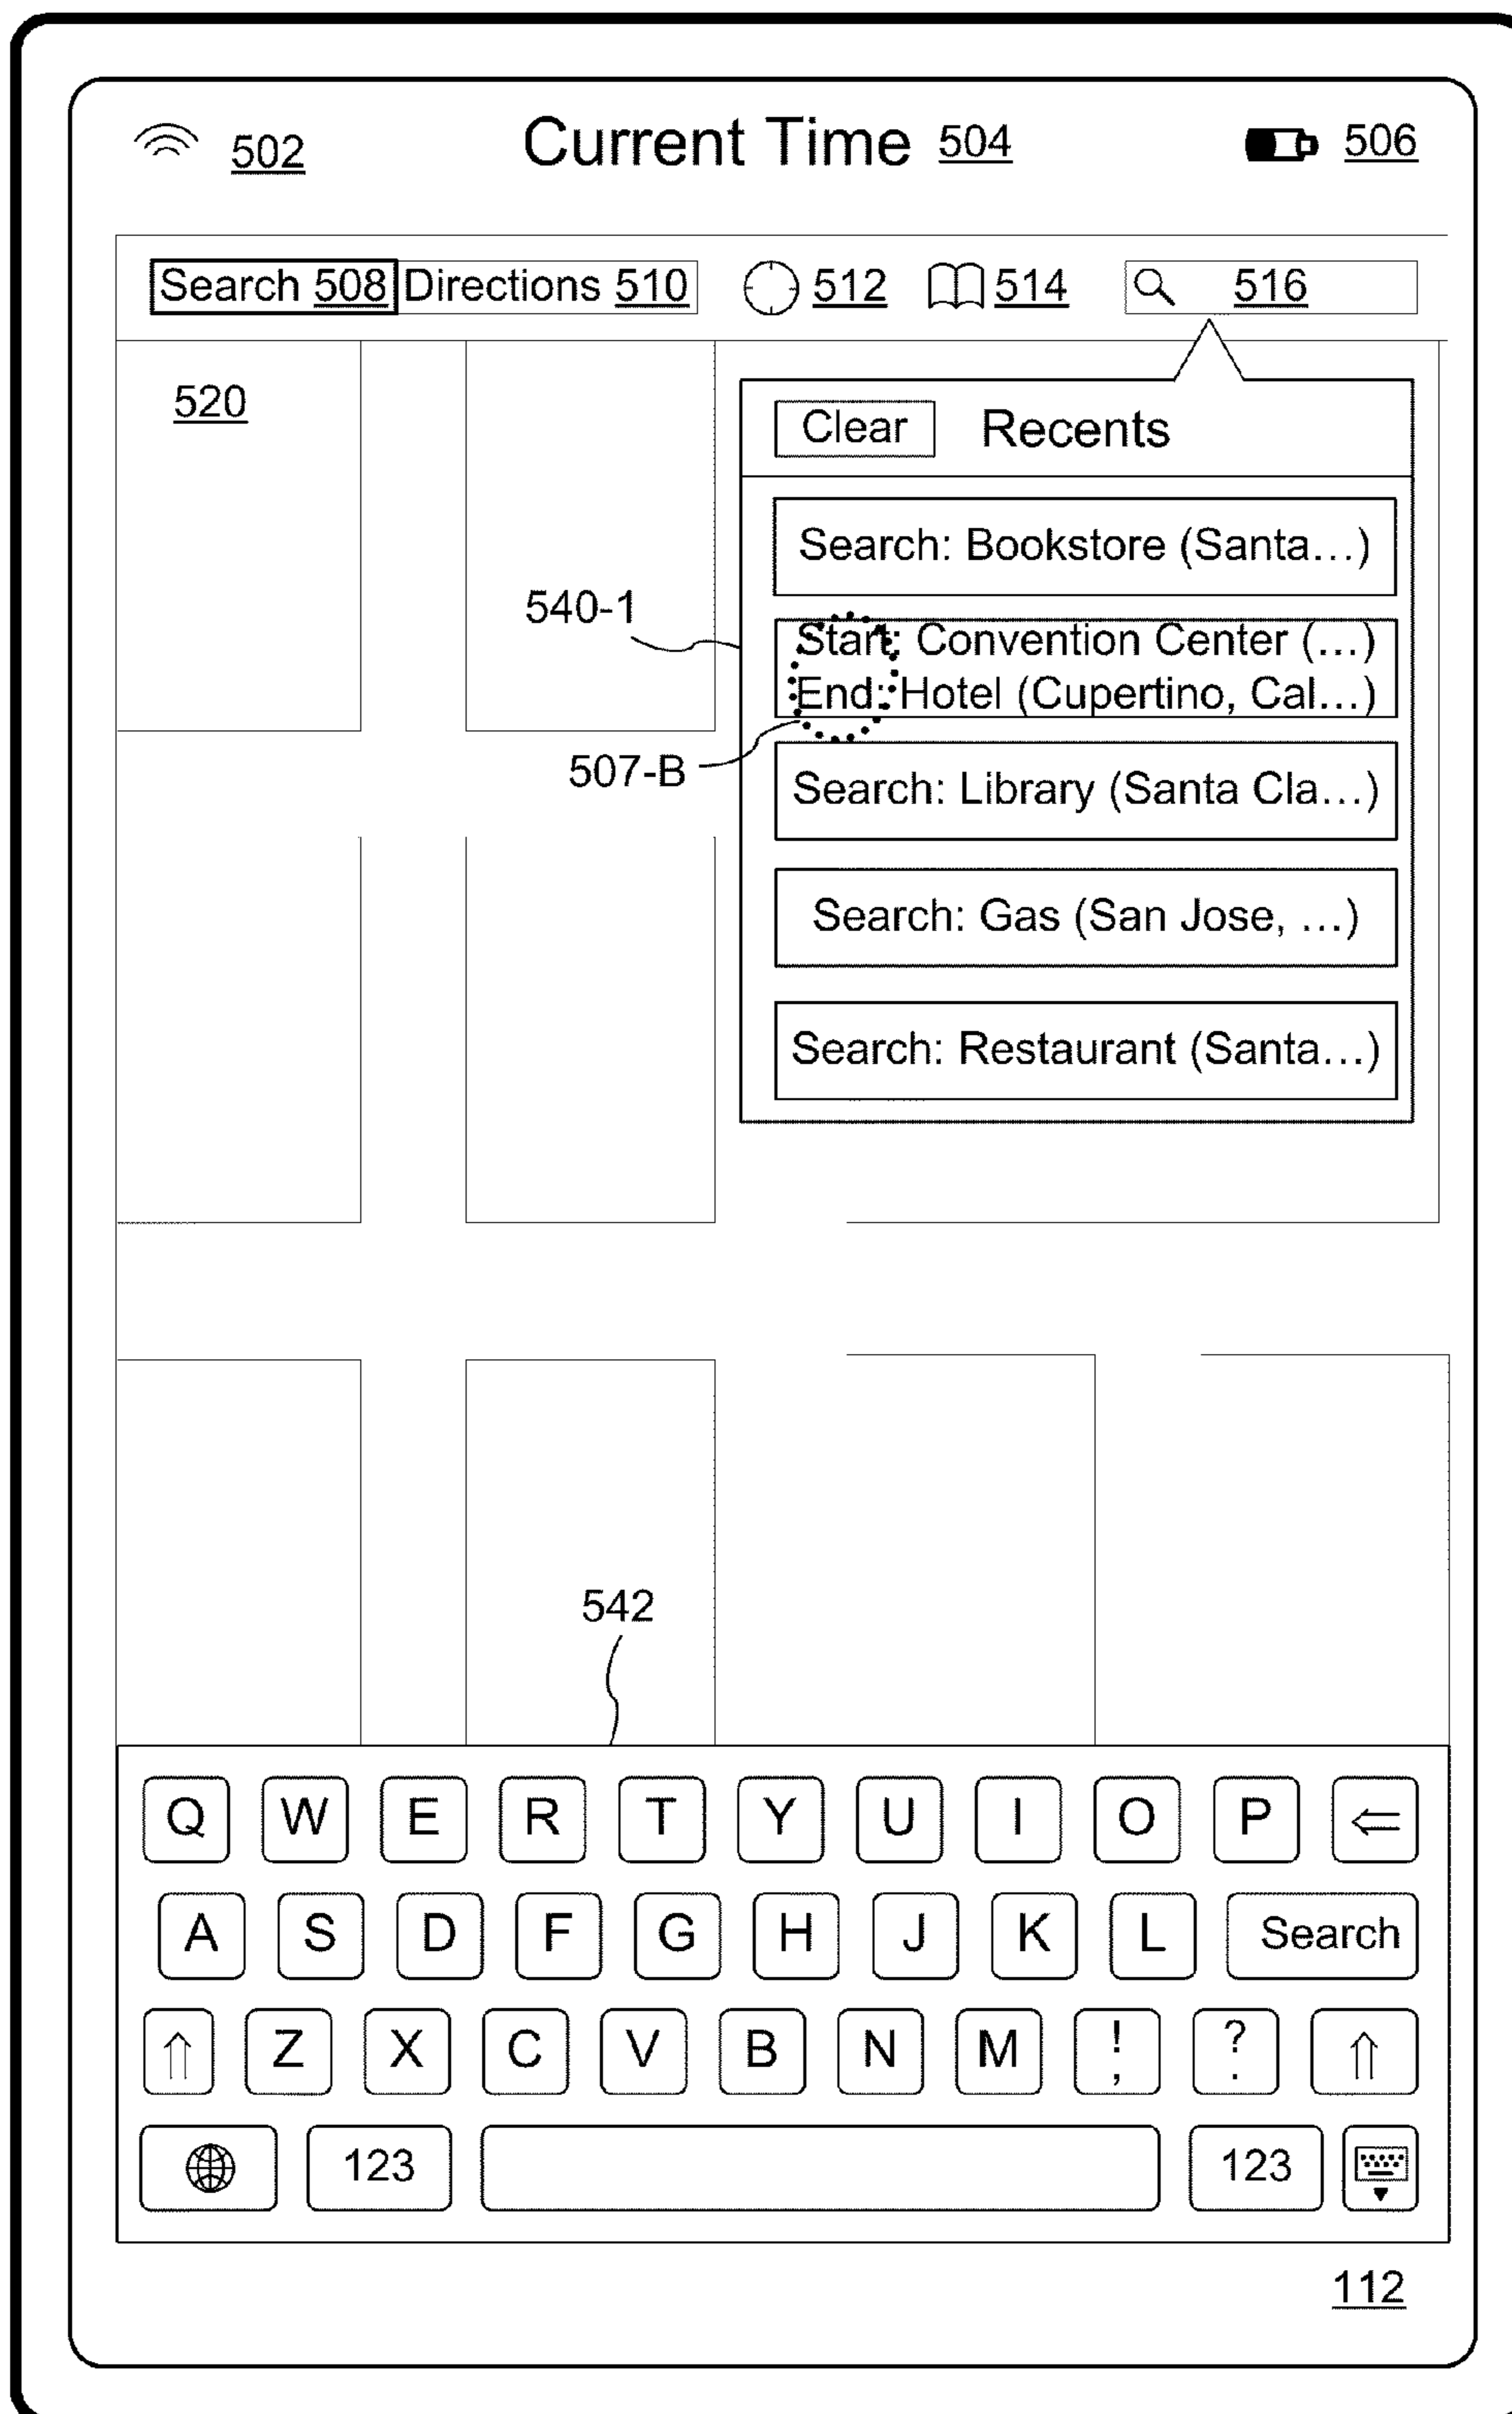 502 Current Time 504 506
Search 508 Directions 510 512 514 516
520
Clear Recents
Search: Bookstore (Santa...)
540-1
Start: Convention Center (...)
End: Hotel (Cupertino, Cal...)
507-B
Search: Library (Santa Cla...)
Search: Gas (San Jose, ...)
Search: Restaurant (Santa...)
542
Q W E R T Y U I O P ⇐
A S D F G H J K L Search
⇑ Z X C V B N M ! , ? . ⇑
123 123
112